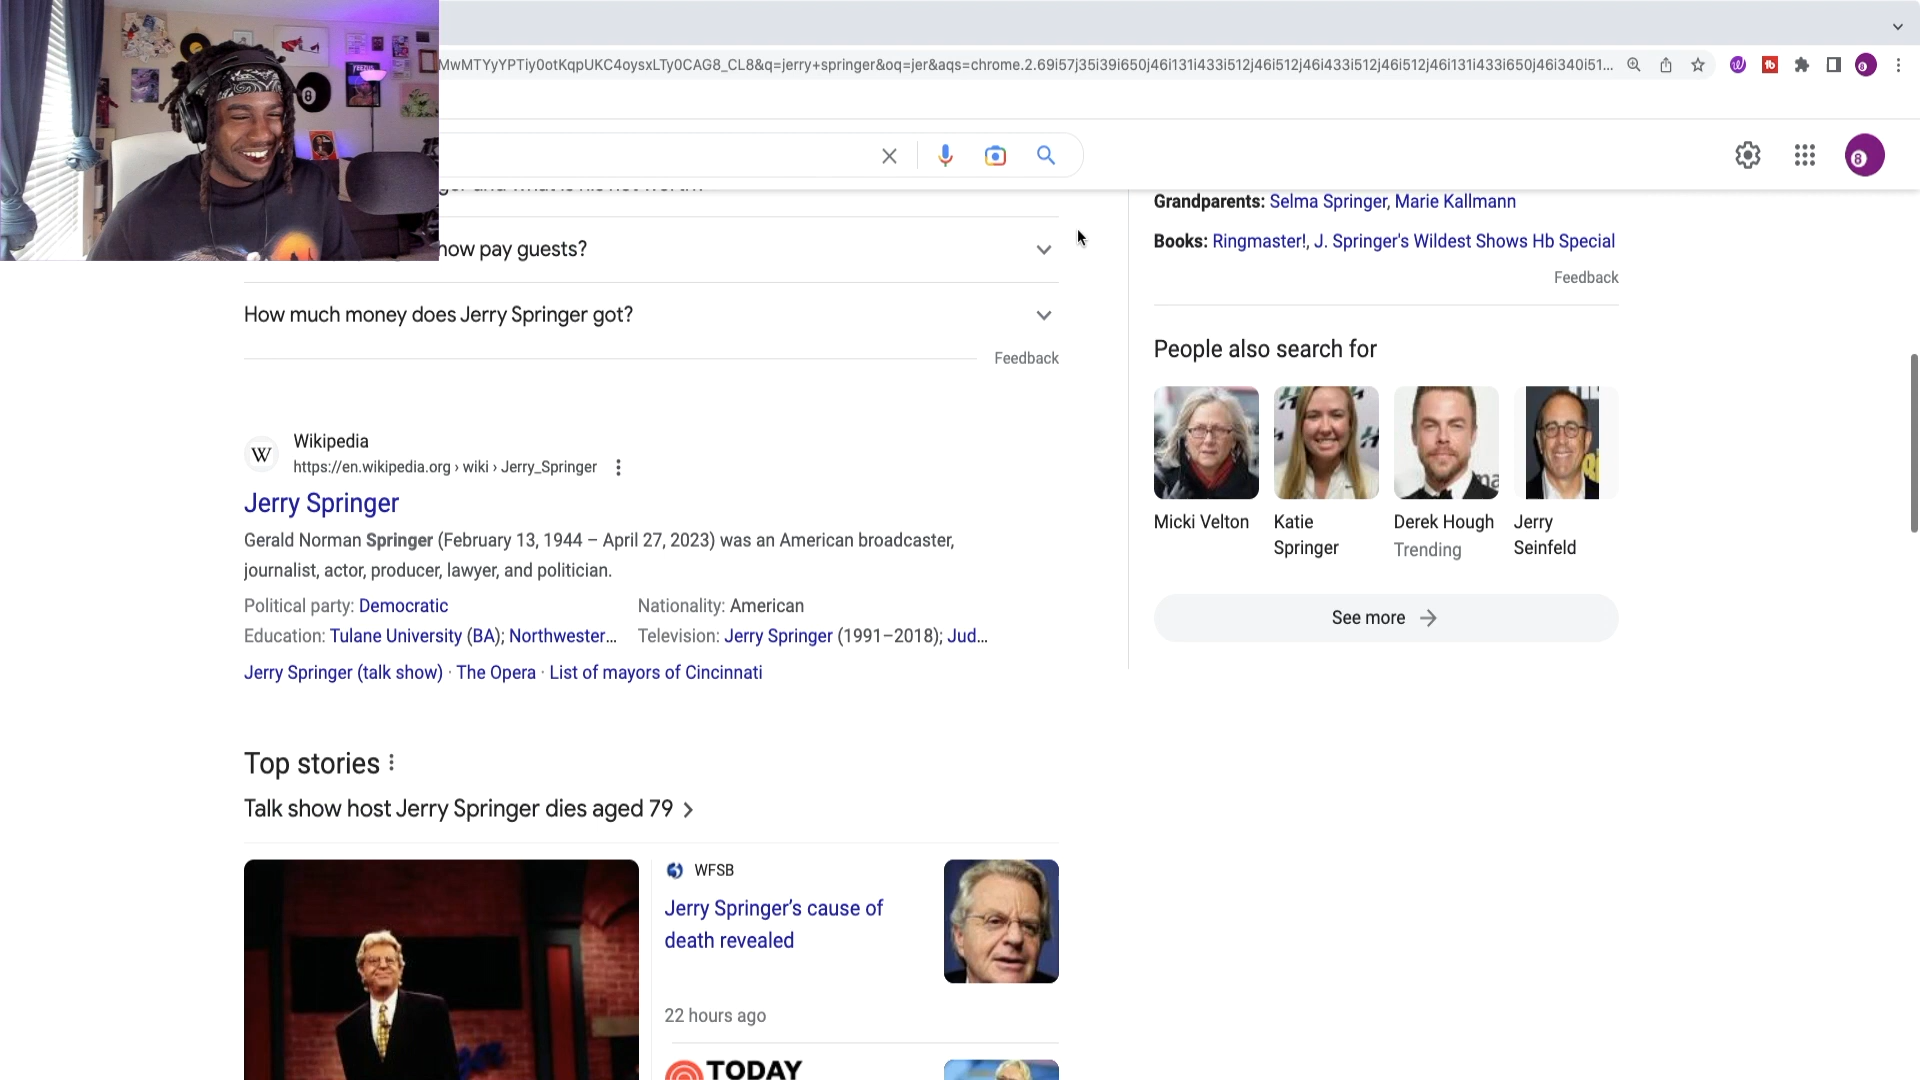 MwMTYyYPTiy0otKqpUKC4oysxLTy0CAG8_CL8&q=jerry+springer&oq=jer&aqs=chrome.2.69i57j35i39i650j46i131i433i512j46i512j46i433i512j46i512j46i131i433i650j46i340i51...
8
how pay guests?
How much money does Jerry Springer got?
Feedback
W
Wikipedia
https://en.wikipedia.org › wiki › Jerry_Springer
Jerry Springer
Gerald Norman Springer (February 13, 1944 – April 27, 2023) was an American broadcaster,
journalist, actor, producer, lawyer, and politician.
Political party: Democratic
Nationality: American
Education: Tulane University (BA); Northwester...
Television: Jerry Springer (1991–2018); Jud...
Jerry Springer (talk show) · The Opera · List of mayors of Cincinnati
Top stories
Talk show host Jerry Springer dies aged 79
WFSB
Jerry Springer’s cause of
death revealed
22 hours ago
TODAY
Grandparents: Selma Springer, Marie Kallmann
Books: Ringmaster!, J. Springer's Wildest Shows Hb Special
Feedback
People also search for
Micki Velton
Katie
Springer
Derek Hough
Trending
Jerry
Seinfeld
See more